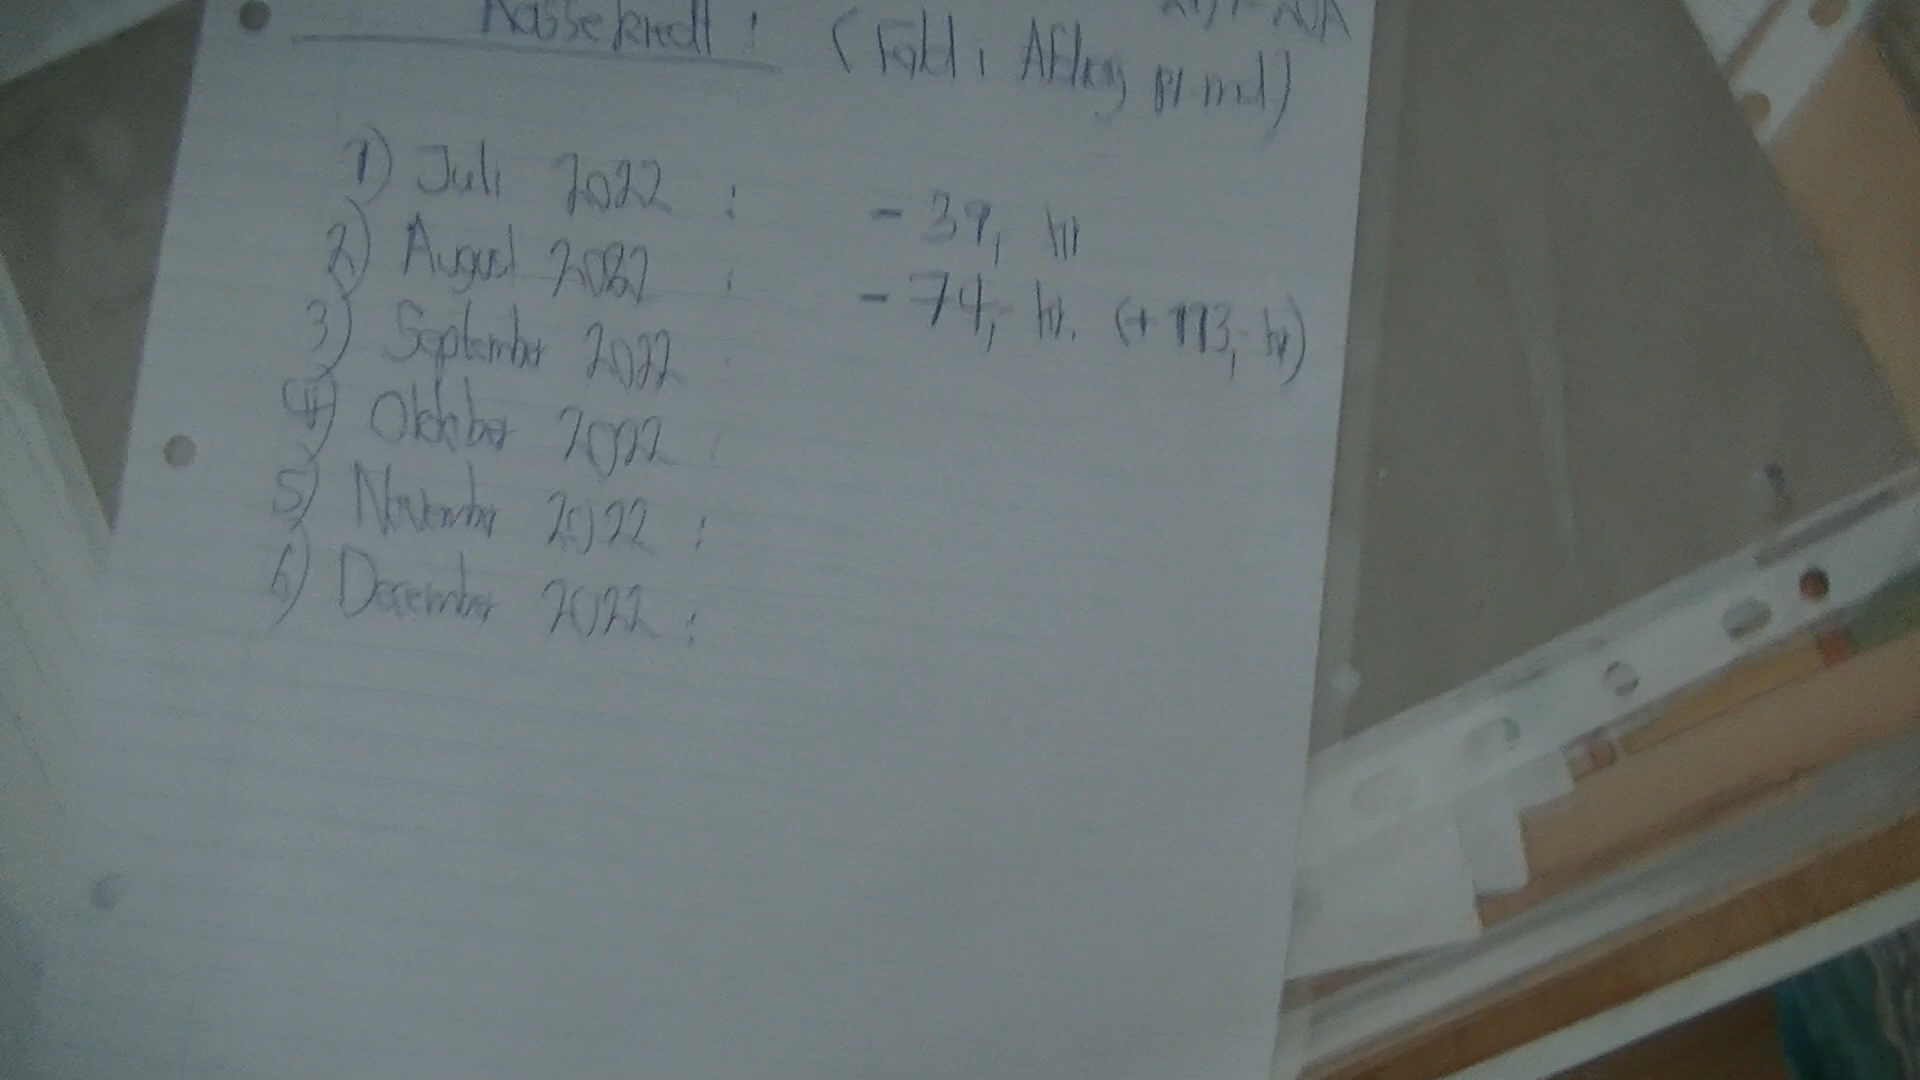 Kassekredit : (Fald i Aflæg pr md)
1) Juli 2022 : - 39, kr
2) August 2022 : - 74,- kr. (+ 113,- kr)
3) September 2022 :
4) Oktober 2022 :
5) November 2022 :
6) December 2022 :